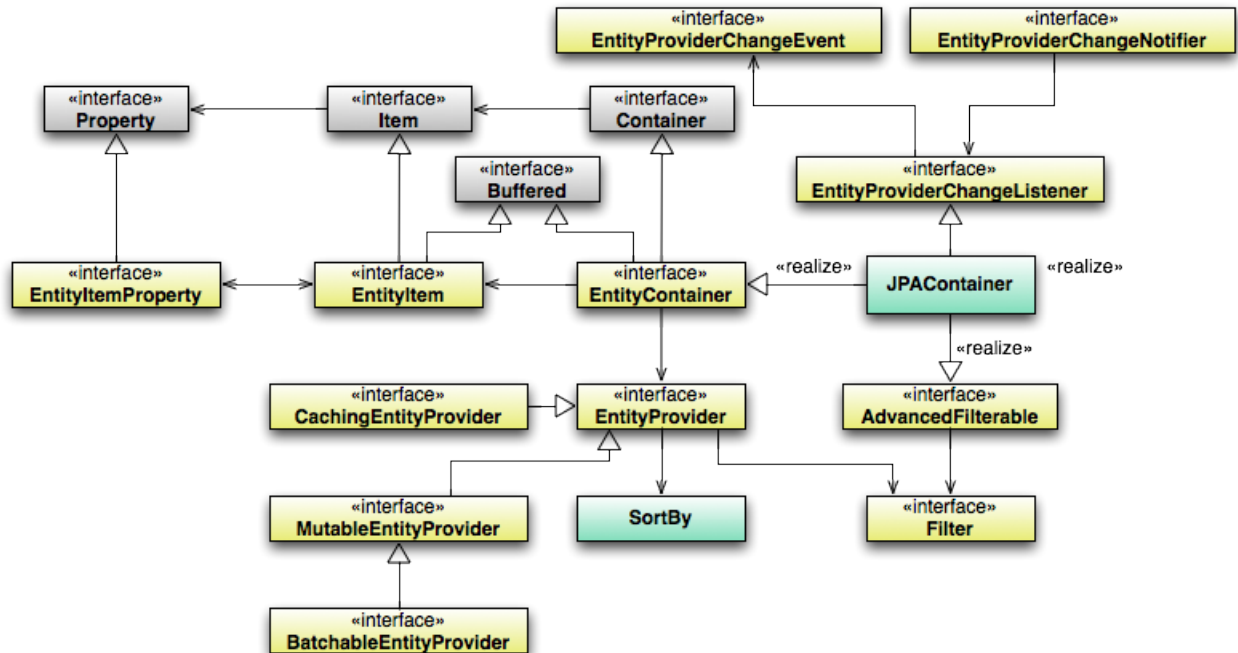 «interface»
EntityProviderChangeEvent
«interface»
EntityProviderChangeNotifier
«interface»
Property
«interface»
Item
«interface»
Container
«interface»
Buffered
«interface»
EntityProviderChangeListener
«interface»
EntityItemProperty
«interface»
EntityItem
«interface»
EntityContainer
«realize»
JPAContainer
«realize»
«realize»
«interface»
CachingEntityProvider
«interface»
EntityProvider
«interface»
AdvancedFilterable
«interface»
MutableEntityProvider
SortBy
«interface»
Filter
«interface»
BatchableEntityProvider